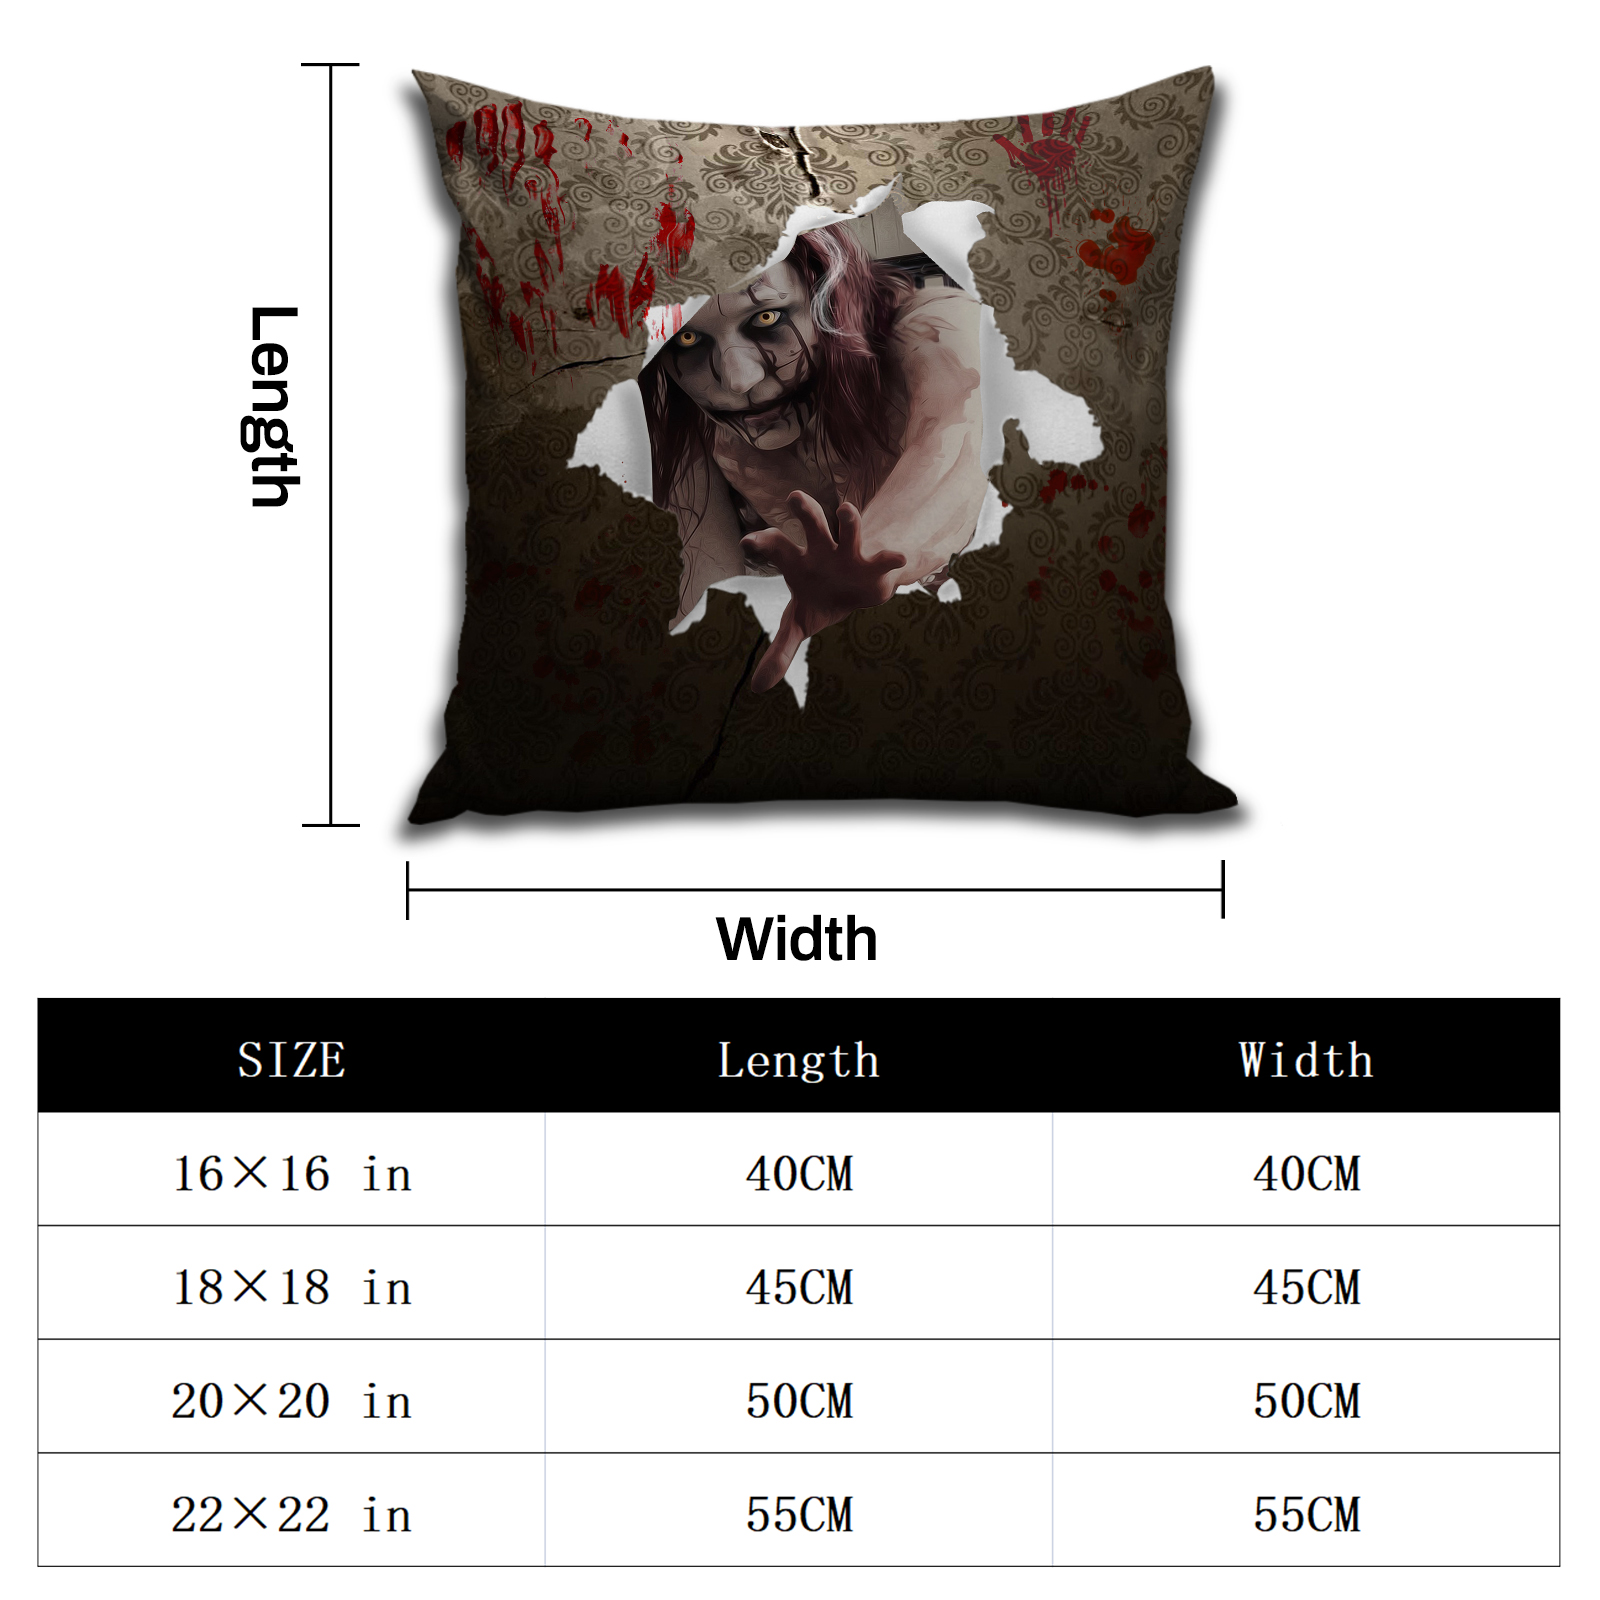 Length
Width
SIZE Length Width
16×16 in 40CM 40CM
18×18 in 45CM 45CM
20×20 in 50CM 50CM
22×22 in 55CM 55CM